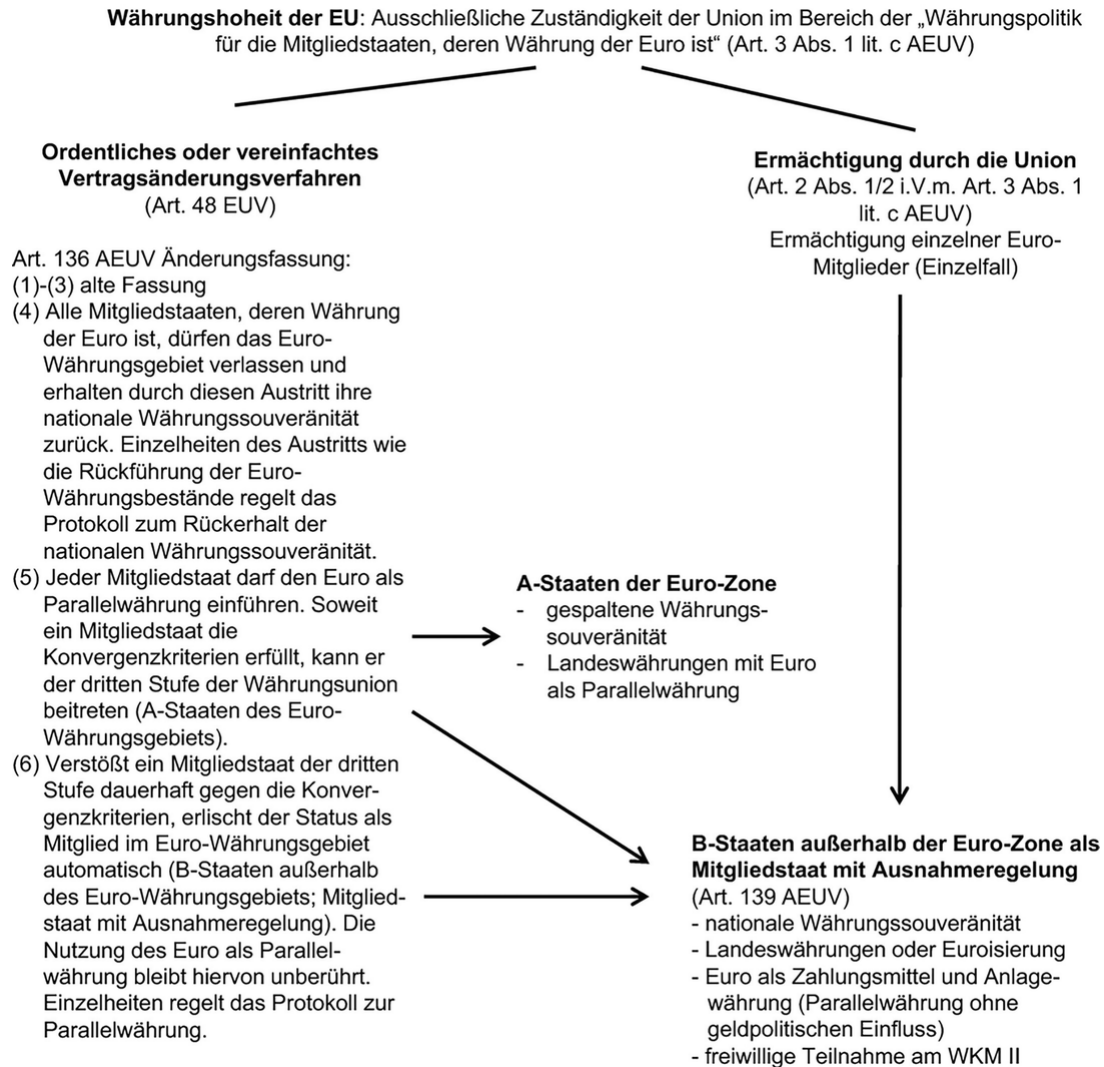 Währungshoheit der EU: Ausschließliche Zuständigkeit der Union im Bereich der „Währungspolitik
für die Mitgliedstaaten, deren Währung der Euro ist“ (Art. 3 Abs. 1 lit. c AEUV)
Ordentliches oder vereinfachtes
Vertragsänderungsverfahren
(Art. 48 EUV)
Art. 136 AEUV Änderungsfassung:
(1)-(3) alte Fassung
(4) Alle Mitgliedstaaten, deren Währung
der Euro ist, dürfen das Euro-
Währungsgebiet verlassen und
erhalten durch diesen Austritt ihre
nationale Währungssouveränität
zurück. Einzelheiten des Austritts wie
die Rückführung der Euro-
Währungsbestände regelt das
Protokoll zum Rückerhalt der
nationalen Währungssouveränität.
(5) Jeder Mitgliedstaat darf den Euro als
Parallelwährung einführen. Soweit
ein Mitgliedstaat die
Konvergenzkriterien erfüllt, kann er
der dritten Stufe der Währungsunion
beitreten (A-Staaten des Euro-
Währungsgebiets).
(6) Verstößt ein Mitgliedstaat der dritten
Stufe dauerhaft gegen die Konver-
genzkriterien, erlischt der Status als
Mitglied im Euro-Währungsgebiet
automatisch (B-Staaten außerhalb
des Euro-Währungsgebiets; Mitglied-
staat mit Ausnahmeregelung). Die
Nutzung des Euro als Parallel-
währung bleibt hiervon unberührt.
Einzelheiten regelt das Protokoll zur
Parallelwährung.
Ermächtigung durch die Union
(Art. 2 Abs. 1/2 i.V.m. Art. 3 Abs. 1
lit. c AEUV)
Ermächtigung einzelner Euro-
Mitglieder (Einzelfall)
A-Staaten der Euro-Zone
- gespaltene Währungs-
souveränität
- Landeswährungen mit Euro
als Parallelwährung
B-Staaten außerhalb der Euro-Zone als
Mitgliedstaat mit Ausnahmeregelung
(Art. 139 AEUV)
- nationale Währungssouveränität
- Landeswährungen oder Euroisierung
- Euro als Zahlungsmittel und Anlage-
währung (Parallelwährung ohne
geldpolitischen Einfluss)
- freiwillige Teilnahme am WKM II